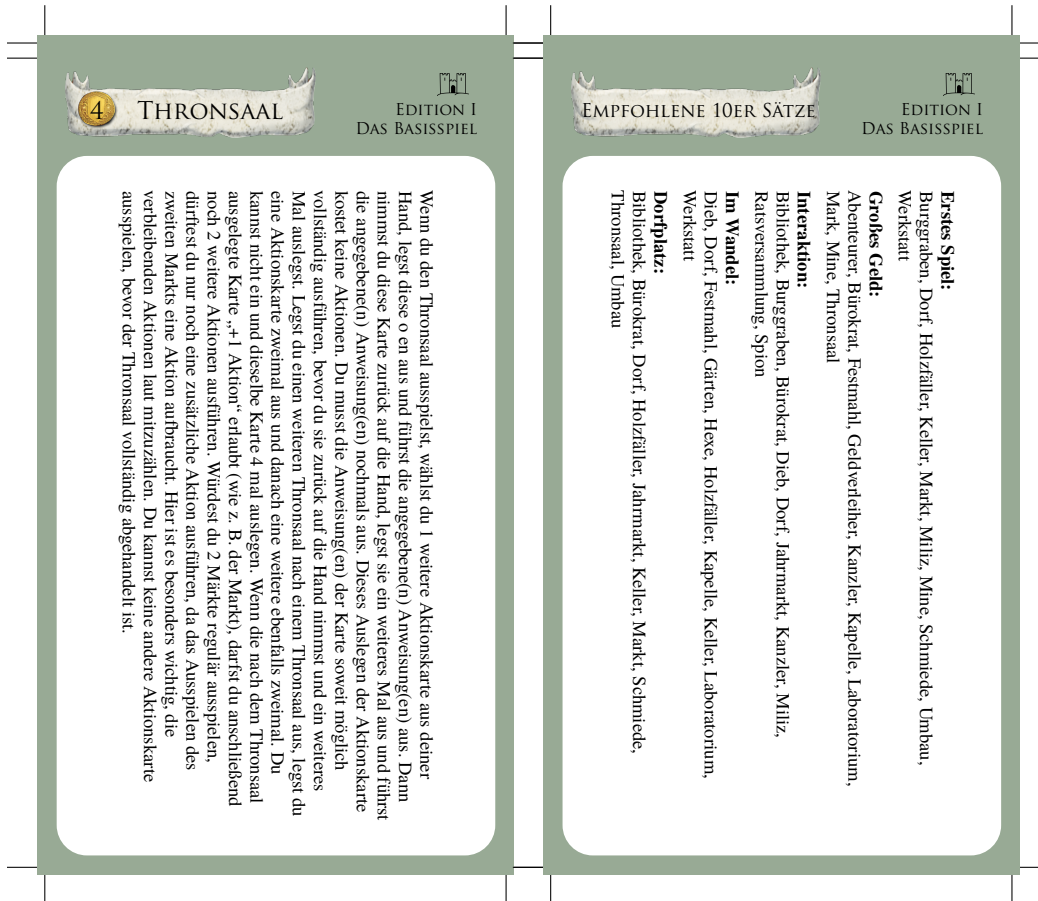 4
THRONSAAL
EDITION I
DAS BASISSPIEL
Wenn du den Thronsaal ausspielst, wählst du 1 weitere Aktionskarte aus deiner
Hand, legst diese o en aus und führst die angegebene(n) Anweisung(en) aus. Dann
nimmst du diese Karte zurück auf die Hand, legst sie ein weiteres Mal aus und führst
die angegebene(n) Anweisung(en) nochmals aus. Dieses Auslegen der Aktionskarte
kostet keine Aktionen. Du musst die Anweisung(en) der Karte soweit möglich
vollständig ausführen, bevor du sie zurück auf die Hand nimmst und ein weiteres
Mal auslegst. Legst du einen weiteren Thronsaal nach einem Thronsaal aus, legst du
eine Aktionskarte zweimal aus und danach eine weitere ebenfalls zweimal. Du
kannst nicht ein und dieselbe Karte 4 mal auslegen. Wenn die nach dem Thronsaal
ausgelegte Karte „+1 Aktion“ erlaubt (wie z. B. der Markt), darfst du anschließend
noch 2 weitere Aktionen ausführen. Würdest du 2 Märkte regulär ausspielen,
dürftest du nur noch eine zusätzliche Aktion ausführen, da das Ausspielen des
zweiten Markts eine Aktion aufbraucht. Hier ist es besonders wichtig, die
verbleibenden Aktionen laut mitzuzählen. Du kannst keine andere Aktionskarte
ausspielen, bevor der Thronsaal vollständig abgehandelt ist.
EMPFOHLENE 10ER SÄTZE
EDITION I
DAS BASISSPIEL
Erstes Spiel:
Burggraben, Dorf, Holzfäller, Keller, Markt, Miliz, Mine, Schmiede, Umbau,
Werkstatt
Großes Geld:
Abenteurer, Bürokrat, Festmahl, Geldverleiher, Kanzler, Kapelle, Laboratorium,
Mark, Mine, Thronsaal
Interaktion:
Bibliothek, Burggraben, Bürokrat, Dieb, Dorf, Jahrmarkt, Kanzler, Miliz,
Ratsversammlung, Spion
Im Wandel:
Dieb, Dorf, Festmahl, Gärten, Hexe, Holzfäller, Kapelle, Keller, Laboratorium,
Werkstatt
Dorfplatz:
Bibliothek, Bürokrat, Dorf, Holzfäller, Jahrmarkt, Keller, Markt, Schmiede,
Thronsaal, Umbau